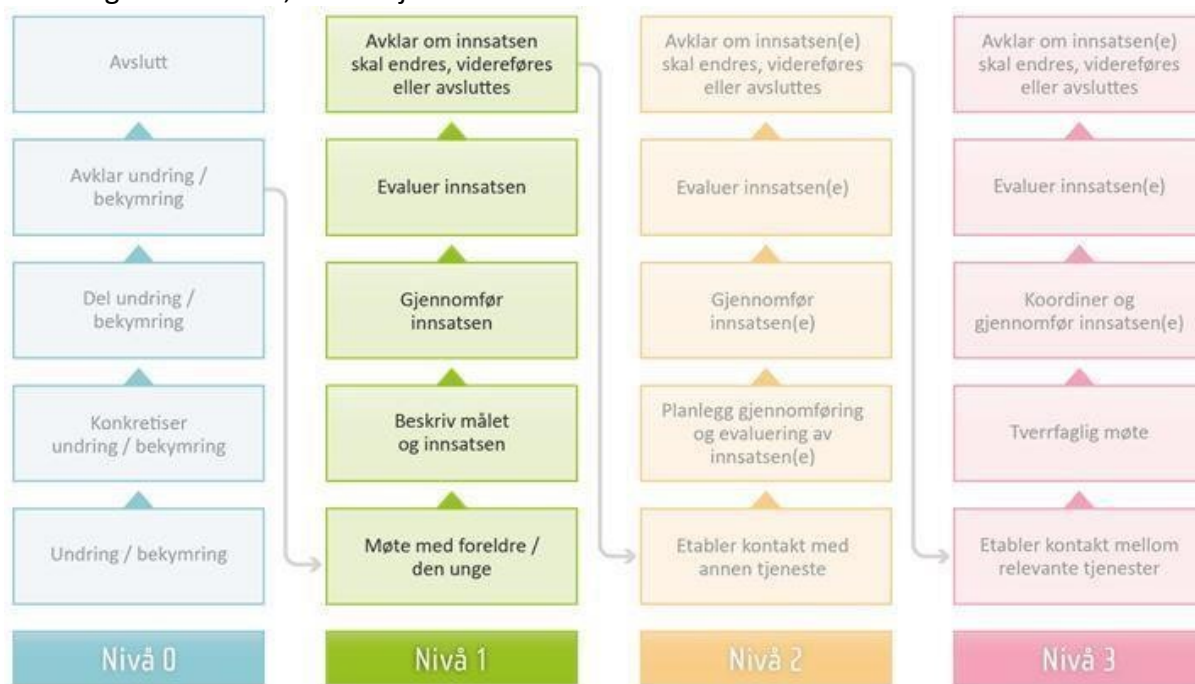 Avslutt
Avklar undring /
bekymring
Del undring /
bekymring
Konkretiser
undring / bekymring
Undring / bekymring
Nivå 0
Avklar om innsatsen
skal endres, videreføres
eller avsluttes
Evaluer innsatsen
Gjennomfør
innsatsen
Beskriv målet
og innsatsen
Møte med foreldre /
den unge
Nivå 1
Avklar om innsatsen(e)
skal endres, videreføres
eller avsluttes
Evaluer innsatsen(e)
Gjennomfør
innsatsen(e)
Planlegg gjennomføring
og evaluering av
innsatsen(e)
Etabler kontakt med
annen tjeneste
Nivå 2
Avklar om innsatsen(e)
skal endres, videreføres
eller avsluttes
Evaluer innsatsen(e)
Koordiner og
gjennomfør innsatsen(e)
Tverrfaglig møte
Etabler kontakt mellom
relevante tjenester
Nivå 3